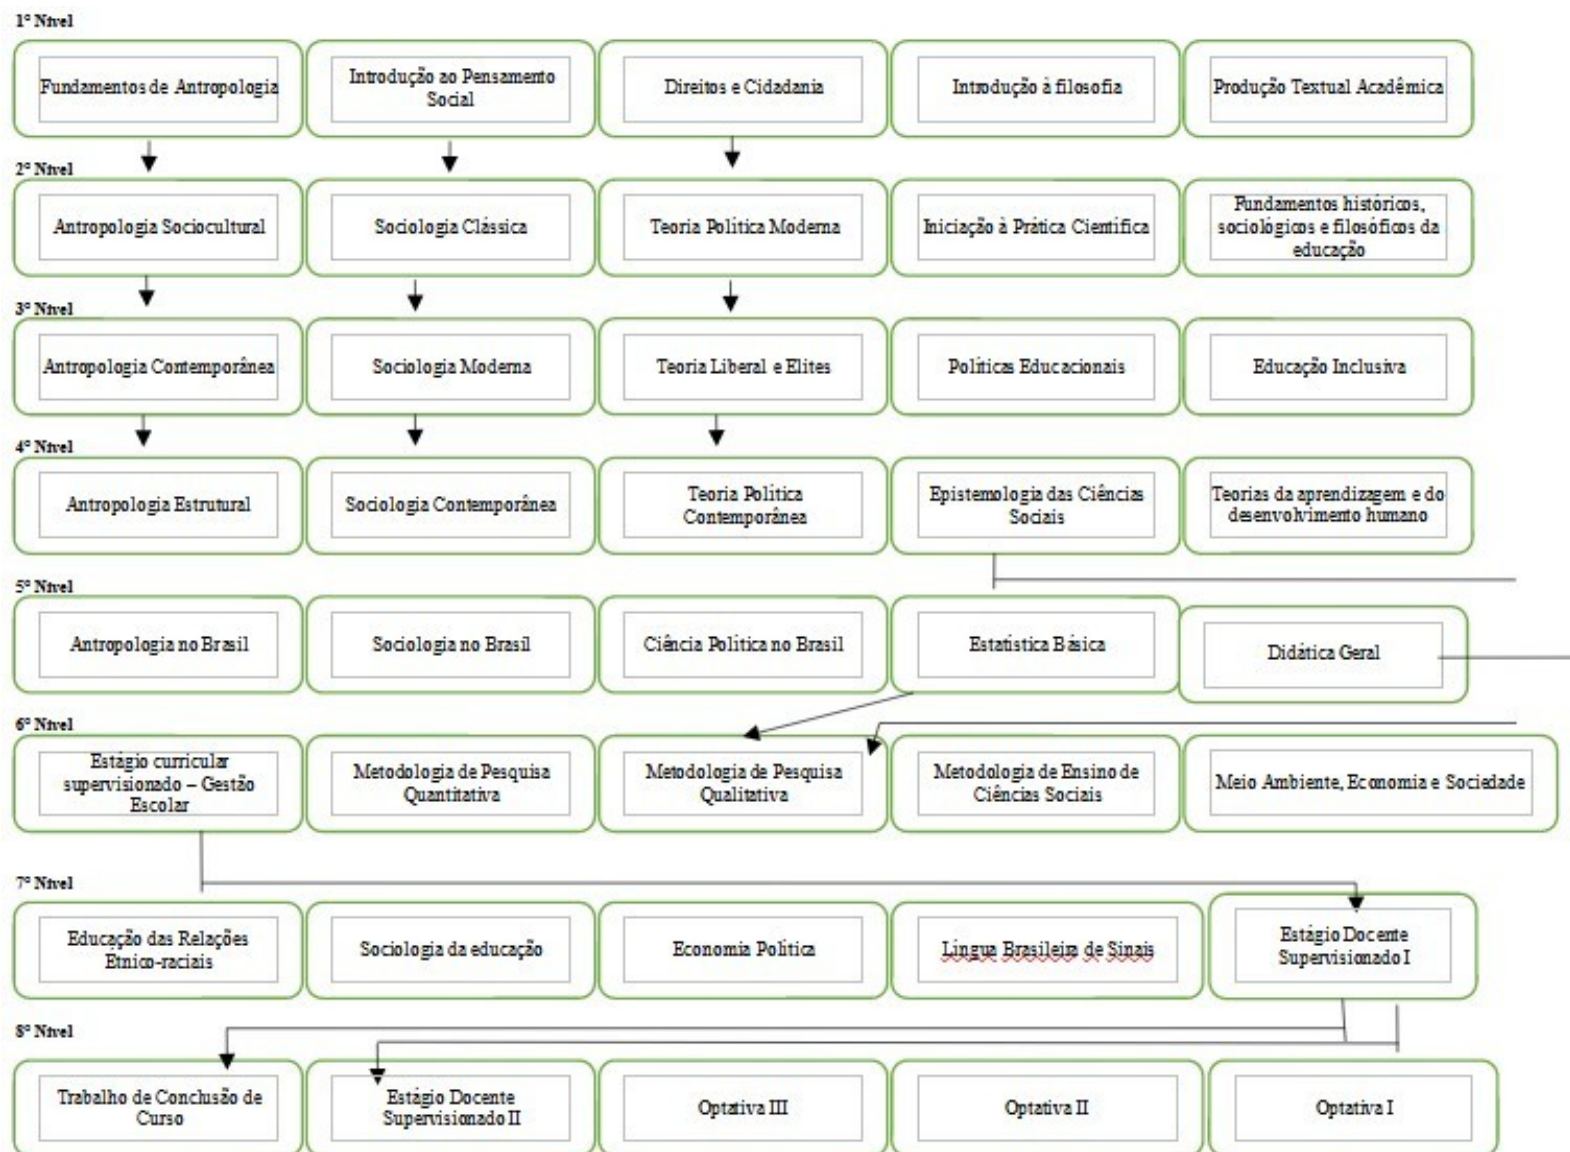 1º Nível
Fundamentos de Antropologia
Introdução ao Pensamento
Social
Direitos e Cidadania
Introdução à filosofia
Produção Textual Acadêmica
2º Nível
Antropologia Sociocultural
Sociologia Clássica
Teoria Política Moderna
Iniciação à Prática Científica
Fundamentos históricos,
sociológicos e filosóficos da
educação
3º Nível
Antropologia Contemporânea
Sociologia Moderna
Teoria Liberal e Elites
Políticas Educacionais
Educação Inclusiva
4º Nível
Antropologia Estrutural
Sociologia Contemporânea
Teoria Política
Contemporânea
Epistemologia das Ciências
Sociais
Teorias da aprendizagem e do
desenvolvimento humano
5º Nível
Antropologia no Brasil
Sociologia no Brasil
Ciência Política no Brasil
Estatística Básica
Didática Geral
6º Nível
Estágio curricular
supervisionado – Gestão
Escolar
Metodologia de Pesquisa
Quantitativa
Metodologia de Pesquisa
Qualitativa
Metodologia de Ensino de
Ciências Sociais
Meio Ambiente, Economia e Sociedade
7º Nível
Educação das Relações
Étnico-raciais
Sociologia da educação
Economia Política
Lingua Brasileira de Sinais
Estágio Docente
Supervisionado I
8º Nível
Trabalho de Conclusão de
Curso
Estágio Docente
Supervisionado II
Optativa III
Optativa II
Optativa I